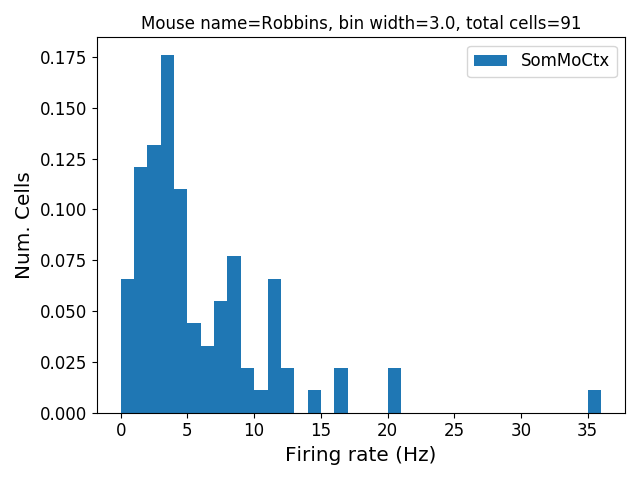 Mouse name=Robbins, bin width=3.0, total cells=91
SomMoCtx
Num. Cells
0.175
0.150
0.125
0.100
0.075
0.050
0.025
0.000
0 5 10 15 20 25 30 35
Firing rate (Hz)